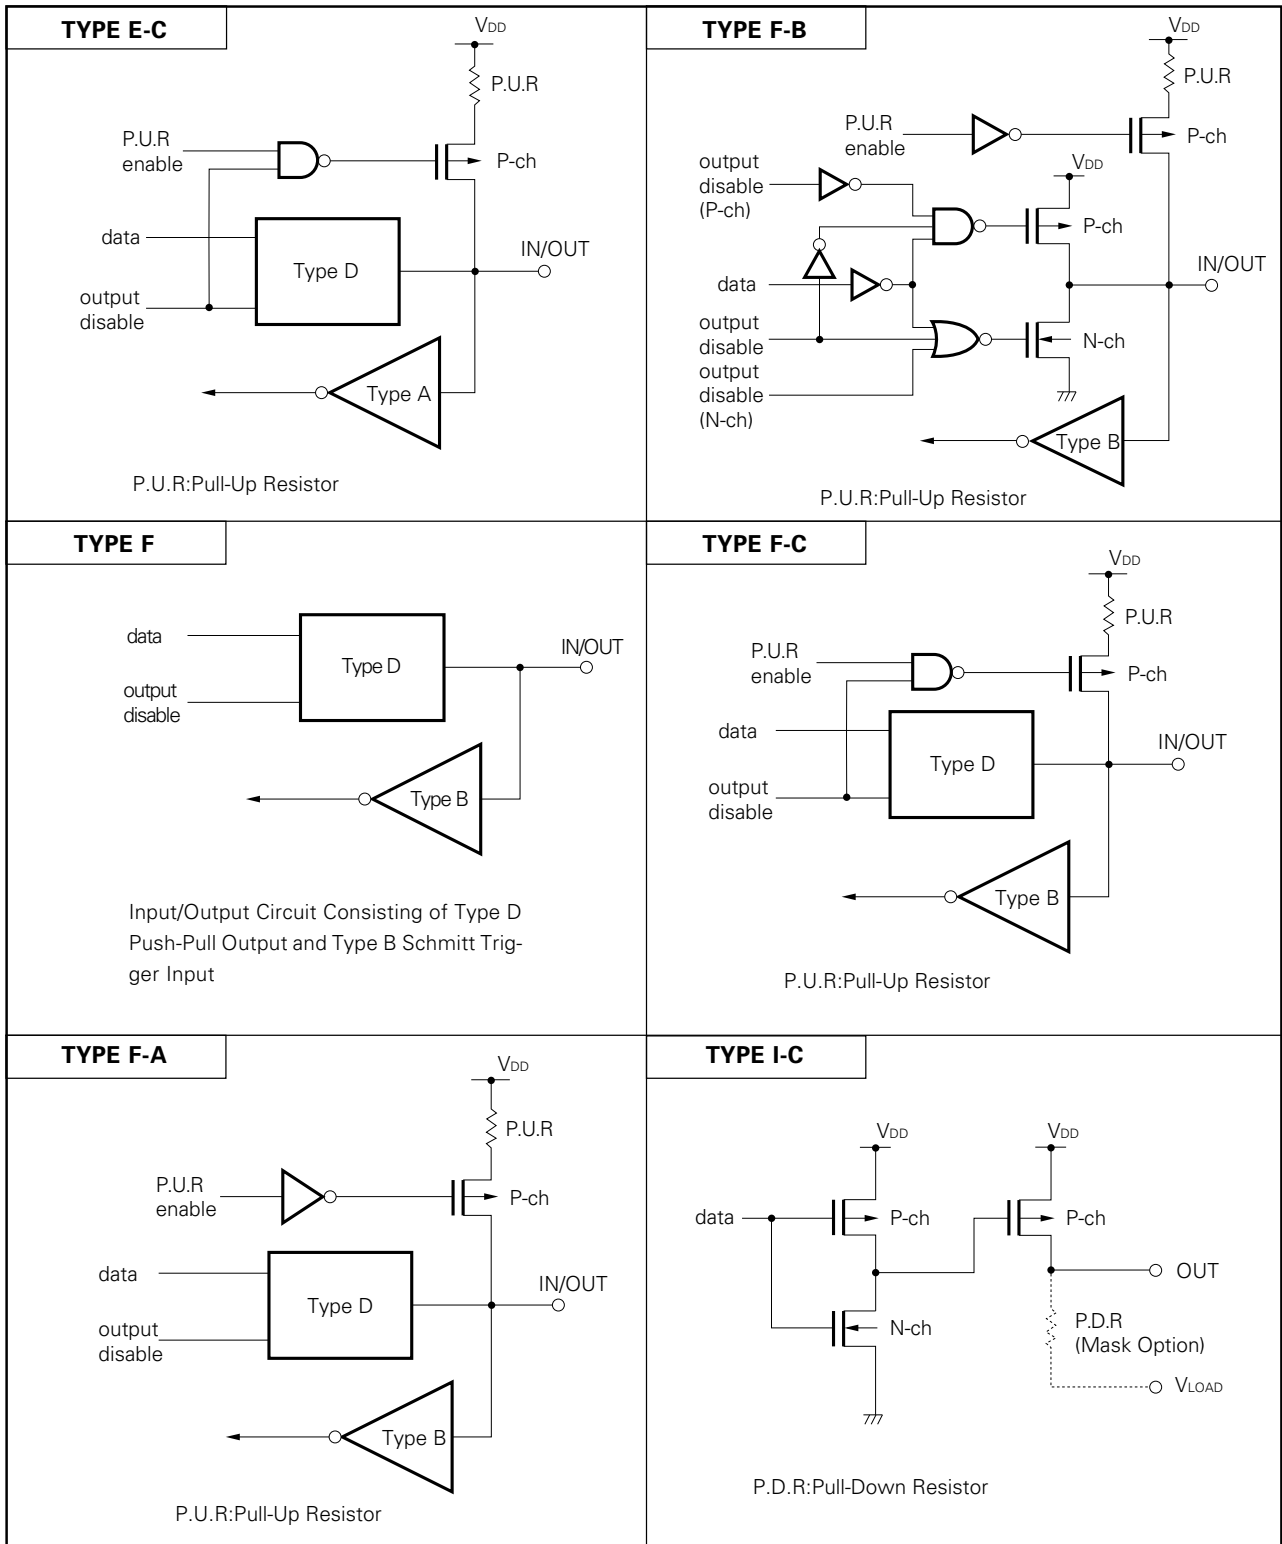 TYPE E-C
VDD
P.U.R
P.U.R
enable
P-ch
data
Type D
IN/OUT
output
disable
Type A
P.U.R:Pull-Up Resistor
TYPE F-B
VDD
P.U.R
P.U.R
enable
P-ch
output
disable
(P-ch)
VDD
P-ch
IN/OUT
data
output
disable
N-ch
output
disable
(N-ch)
Type B
P.U.R:Pull-Up Resistor
TYPE F
data
Type D
IN/OUT
output
disable
Type B
Input/Output Circuit Consisting of Type D
Push-Pull Output and Type B Schmitt Trig-
ger Input
TYPE F-C
VDD
P.U.R
P.U.R
enable
P-ch
data
Type D
IN/OUT
output
disable
Type B
P.U.R:Pull-Up Resistor
TYPE F-A
VDD
P.U.R
P.U.R
enable
P-ch
data
Type D
IN/OUT
output
disable
Type B
P.U.R:Pull-Up Resistor
TYPE I-C
VDD
VDD
data
P-ch
P-ch
OUT
N-ch
P.D.R
(Mask Option)
VLOAD
P.D.R:Pull-Down Resistor